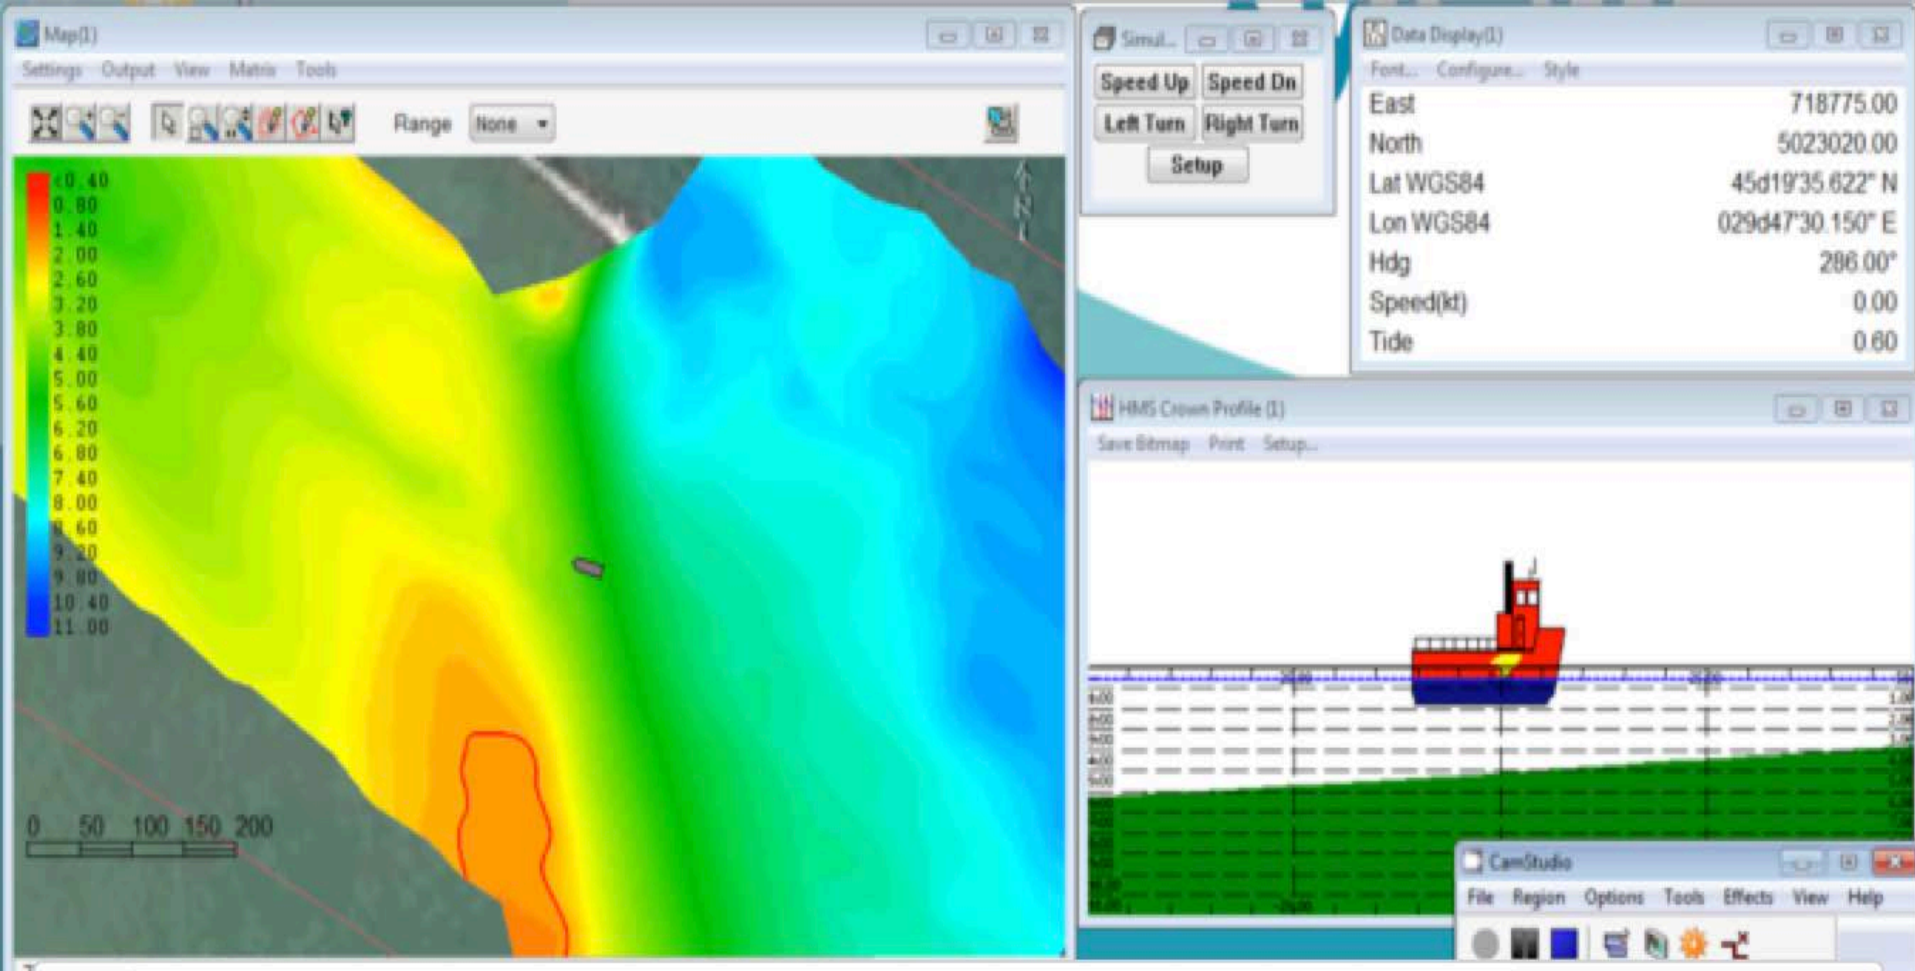 Map(1)
Settings Output View Matrix Tools
Range None
<0.40
0.80
1.40
2.00
2.60
3.20
3.80
4.40
5.00
5.60
6.20
6.80
7.40
8.00
8.60
9.20
9.80
10.40
11.00
N
0 50 100 150 200
Simul...
Speed Up Speed Dn
Left Turn Right Turn
Setup
Data Display(1)
Font... Configure... Style
East 718775.00
North 5023020.00
Lat WGS84 45d19'35.622" N
Lon WGS84 029d47'30.150" E
Hdg 286.00°
Speed(kt) 0.00
Tide 0.60
HMS Crown Profile (1)
Save Bitmap Print Setup...
CamStudio
File Region Options Tools Effects View Help